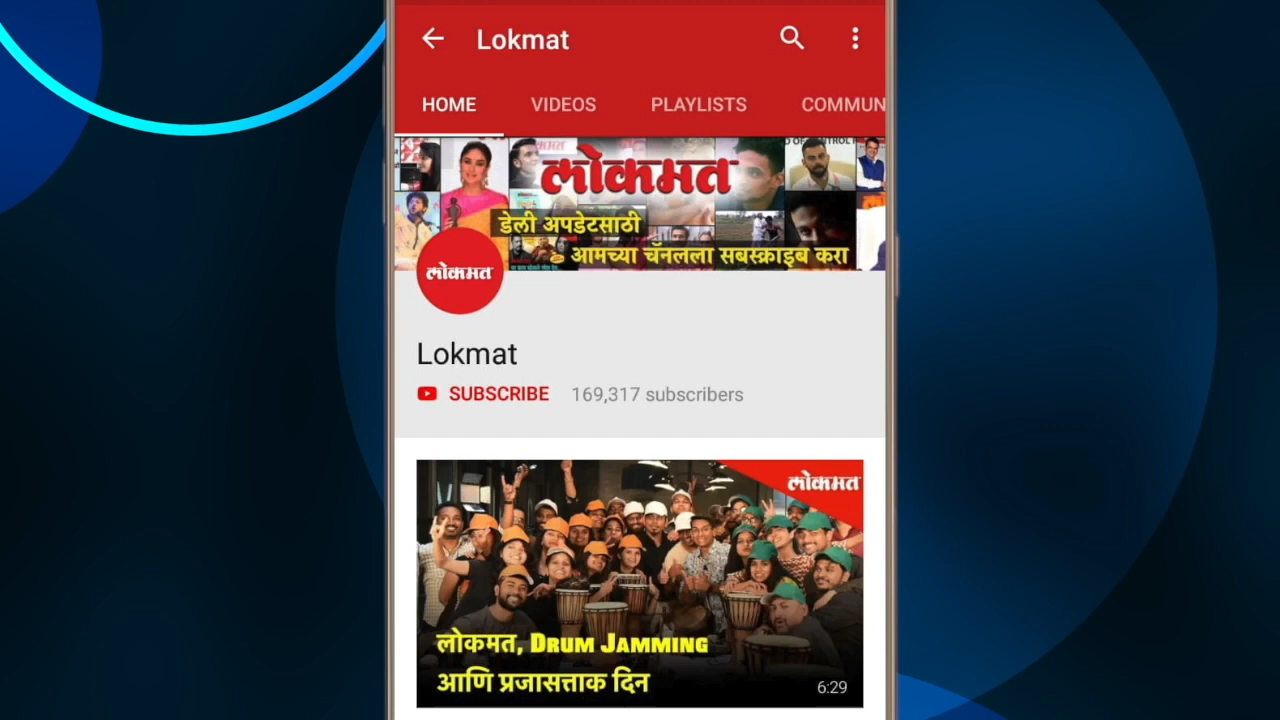 Lokmat
HOME VIDEOS PLAYLISTS COMMUN
लोकमत
डेली अपडेटसाठी
आमच्या चॅनलला सबस्क्राइब करा
लोकमत
Lokmat
SUBSCRIBE 169,317 subscribers
लोकमत
लोकमत, DRUM JAMMING
आणि प्रजासत्ताक दिन
6:29